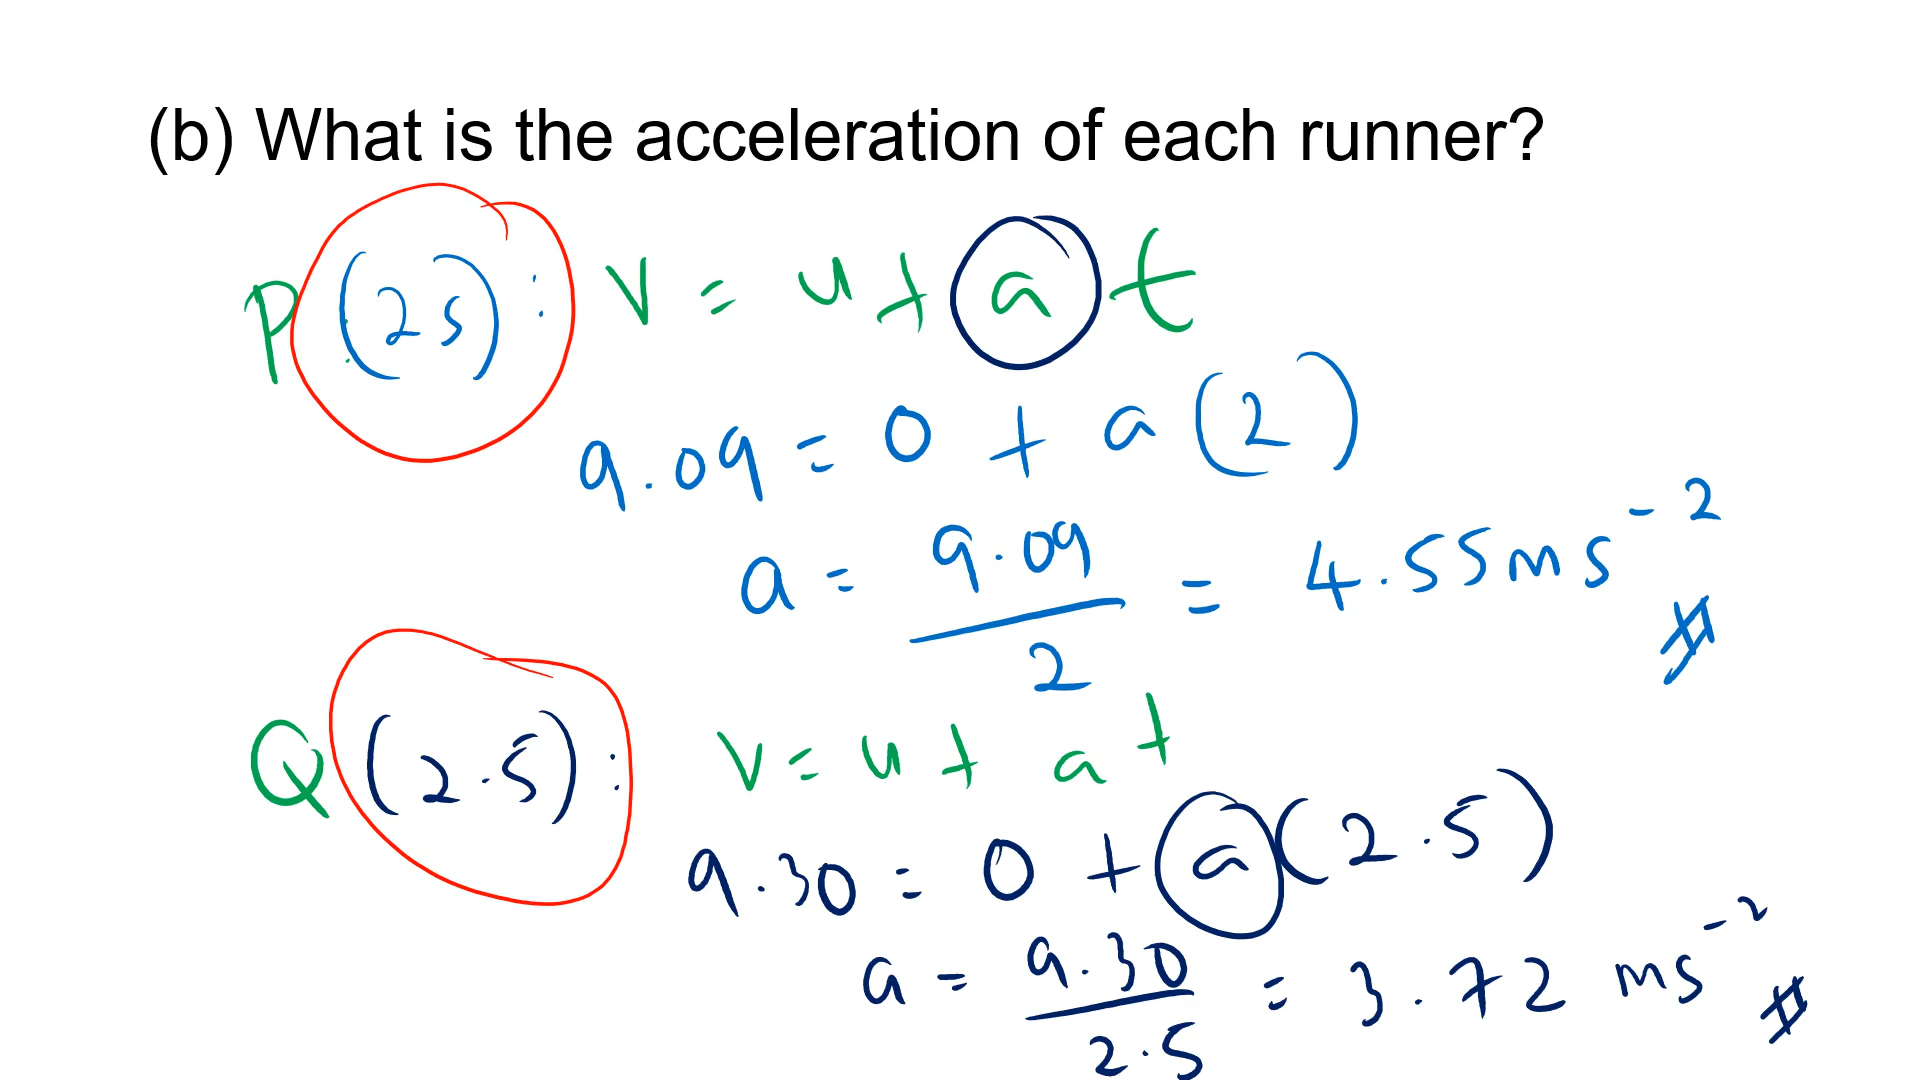 (b) What is the acceleration of each runner?
P (2s) : v = u + a t
9.09 = 0 + a (2)
a = 9.09 / 2 = 4.55 ms⁻² #
Q (2.5) : v = u + a t
9.30 = 0 + a (2.5)
a = 9.30 / 2.5 = 3.72 ms⁻² #